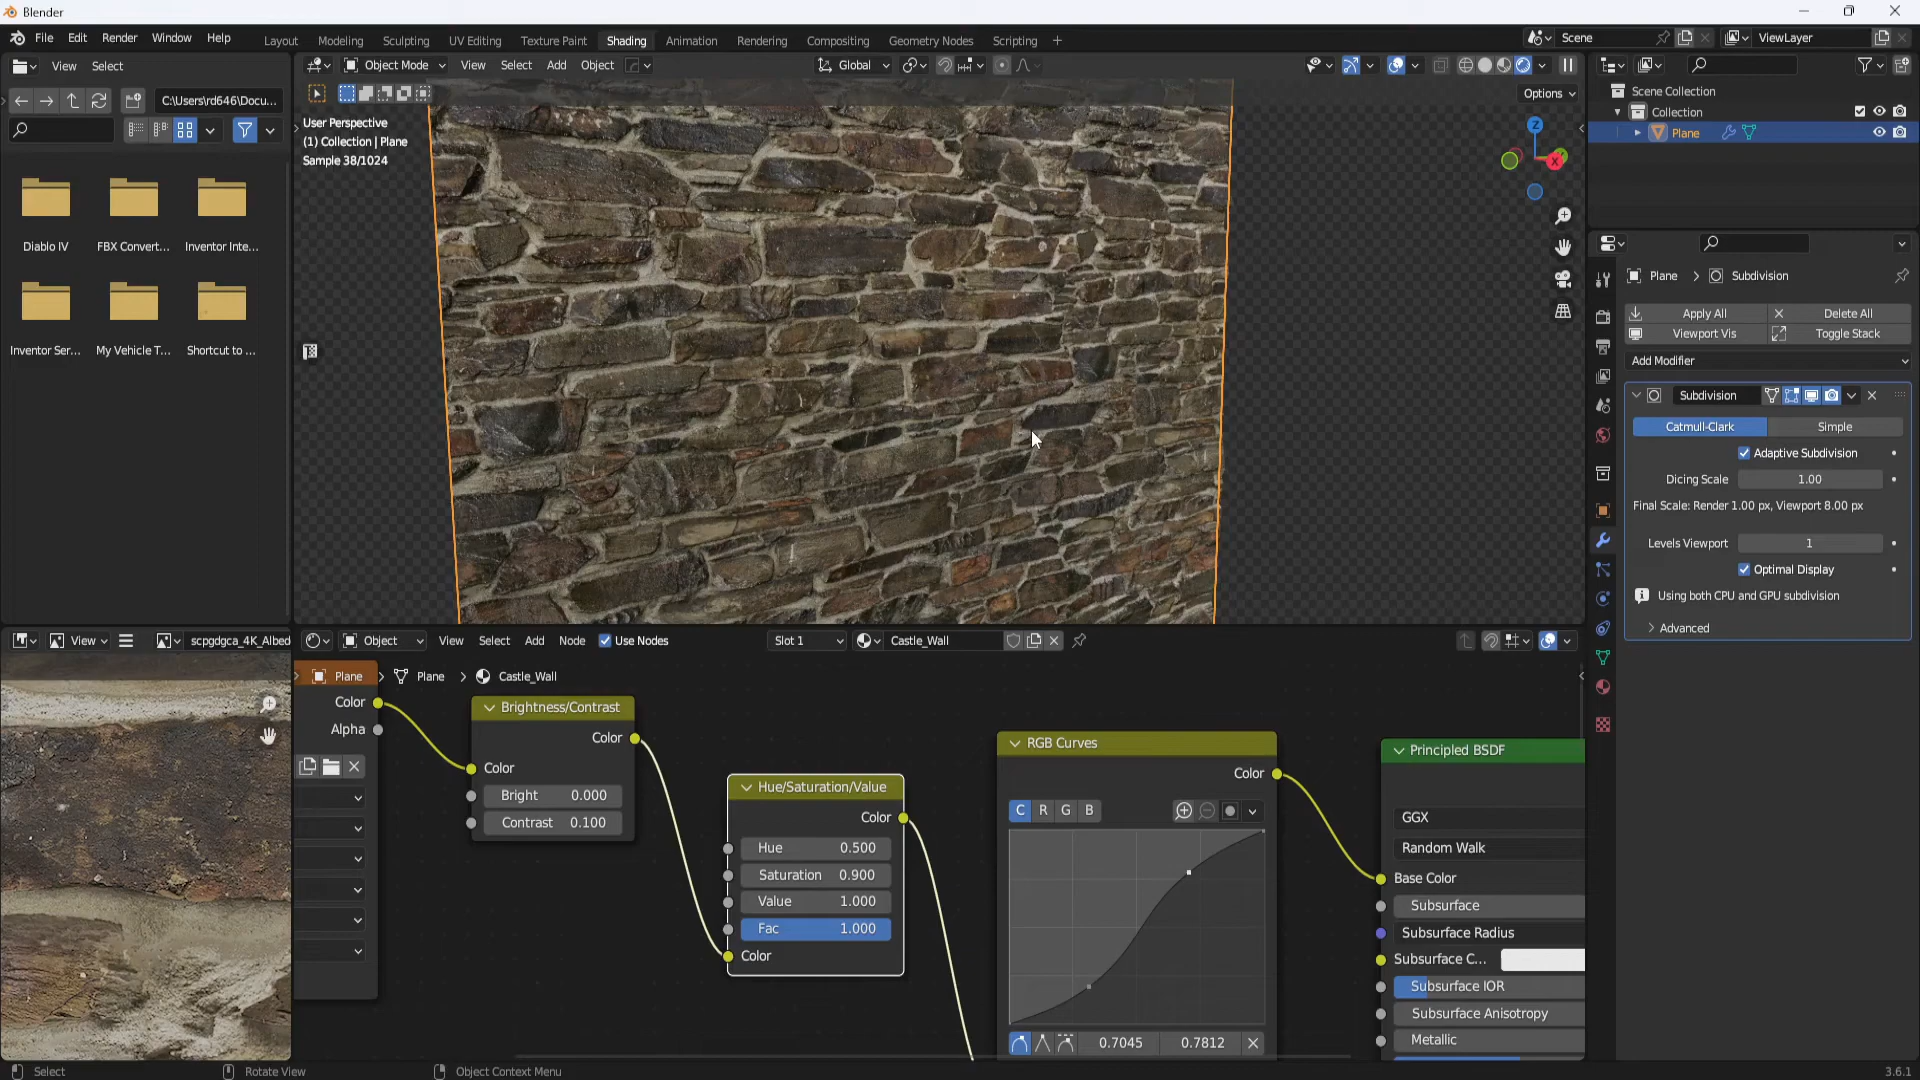 Blender
File Edit Render Window Help
Layout Modeling Sculpting UV Editing Texture Paint Shading Animation Rendering Compositing Geometry Nodes Scripting +
Scene
ViewLayer
View Select
Object Mode View Select Add Object
Global
C:\Users\rd646\Docu...
Options
User Perspective
(1) Collection | Plane
Sample 38/1024
Z
X
Scene Collection
Collection
Plane
Diablo IV
FBX Convert...
Inventor Inte...
Inventor Ser...
My Vehicle T...
Shortcut to ...
Plane > Subdivision
Apply All
Delete All
Viewport Vis
Toggle Stack
Add Modifier
Subdivision
Catmull-Clark
Simple
Adaptive Subdivision
Dicing Scale 1.00
Final Scale: Render 1.00 px, Viewport 8.00 px
Levels Viewport 1
Optimal Display
Using both CPU and GPU subdivision
Advanced
View
scpgdgca_4K_Albed
Object View Select Add Node Use Nodes
Slot 1
Castle_Wall
Plane > Plane > Castle_Wall
Color
Alpha
Brightness/Contrast
Color
Color
Bright 0.000
Contrast 0.100
Hue/Saturation/Value
Color
Hue 0.500
Saturation 0.900
Value 1.000
Fac 1.000
Color
RGB Curves
Color
C R G B
0.7045 0.7812
Principled BSDF
GGX
Random Walk
Base Color
Subsurface
Subsurface Radius
Subsurface C...
Subsurface IOR
Subsurface Anisotropy
Metallic
Select
Rotate View
Object Context Menu
3.6.1